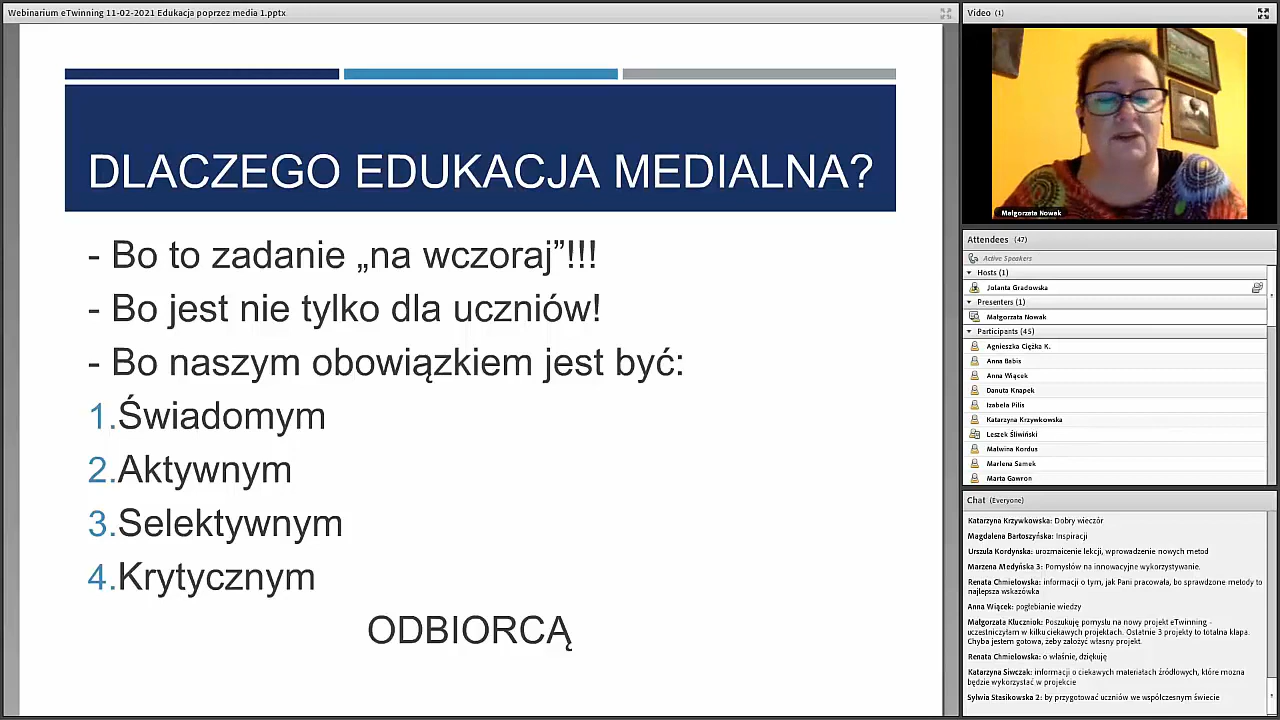 Webinarium eTwinning 11-02-2021 Edukacja poprzez media 1.pptx
DLACZEGO EDUKACJA MEDIALNA?
- Bo to zadanie „na wczoraj”!!!
- Bo jest nie tylko dla uczniów!
- Bo naszym obowiązkiem jest być:
1.Świadomym
2.Aktywnym
3.Selektywnym
4.Krytycznym
ODBIORCĄ
Video (1)
Małgorzata Nowak
Attendees (47)
Active Speakers
Hosts (1)
Jolanta Gradowska
Presenters (1)
Małgorzata Nowak
Participants (45)
Agnieszka Ciężka K.
Anna Babis
Anna Wiącek
Danuta Knapek
Izabela Pilis
Katarzyna Krzywkowska
Leszek Śliwiński
Malwina Kordus
Marlena Samek
Marta Gawron
Chat (Everyone)
Katarzyna Krzywkowska: Dobry wieczór
Magdalena Bartoszyńska: Inspiracji
Urszula Kordynska: urozmaicenie lekcji, wprowadzenie nowych metod
Marzena Medyńska 3: Pomysłów na innowacyjne wykorzystywanie.
Renata Chmielowska: informacji o tym, jak Pani pracowała, bo sprawdzone metody to
najlepsza wskazówka
Anna Wiącek: pogłebianie wiedzy
Małgorzata Kluczniok: Poszukuję pomysłu na nowy projekt eTwinning -
uczestniczyłam w kilku ciekawych projektach. Ostatnie 3 projekty to totalna klapa.
Chyba jestem gotowa, żeby założyć własny projekt.
Renata Chmielowska: o właśnie, dziękuję
Katarzyna Siwczak: informacji o ciekawych materiałach źródłowych, które mozna
będzie wykorzystać w projekcie
Sylwia Stasikowska 2: by przygotować uczniów we współczesnym świecie